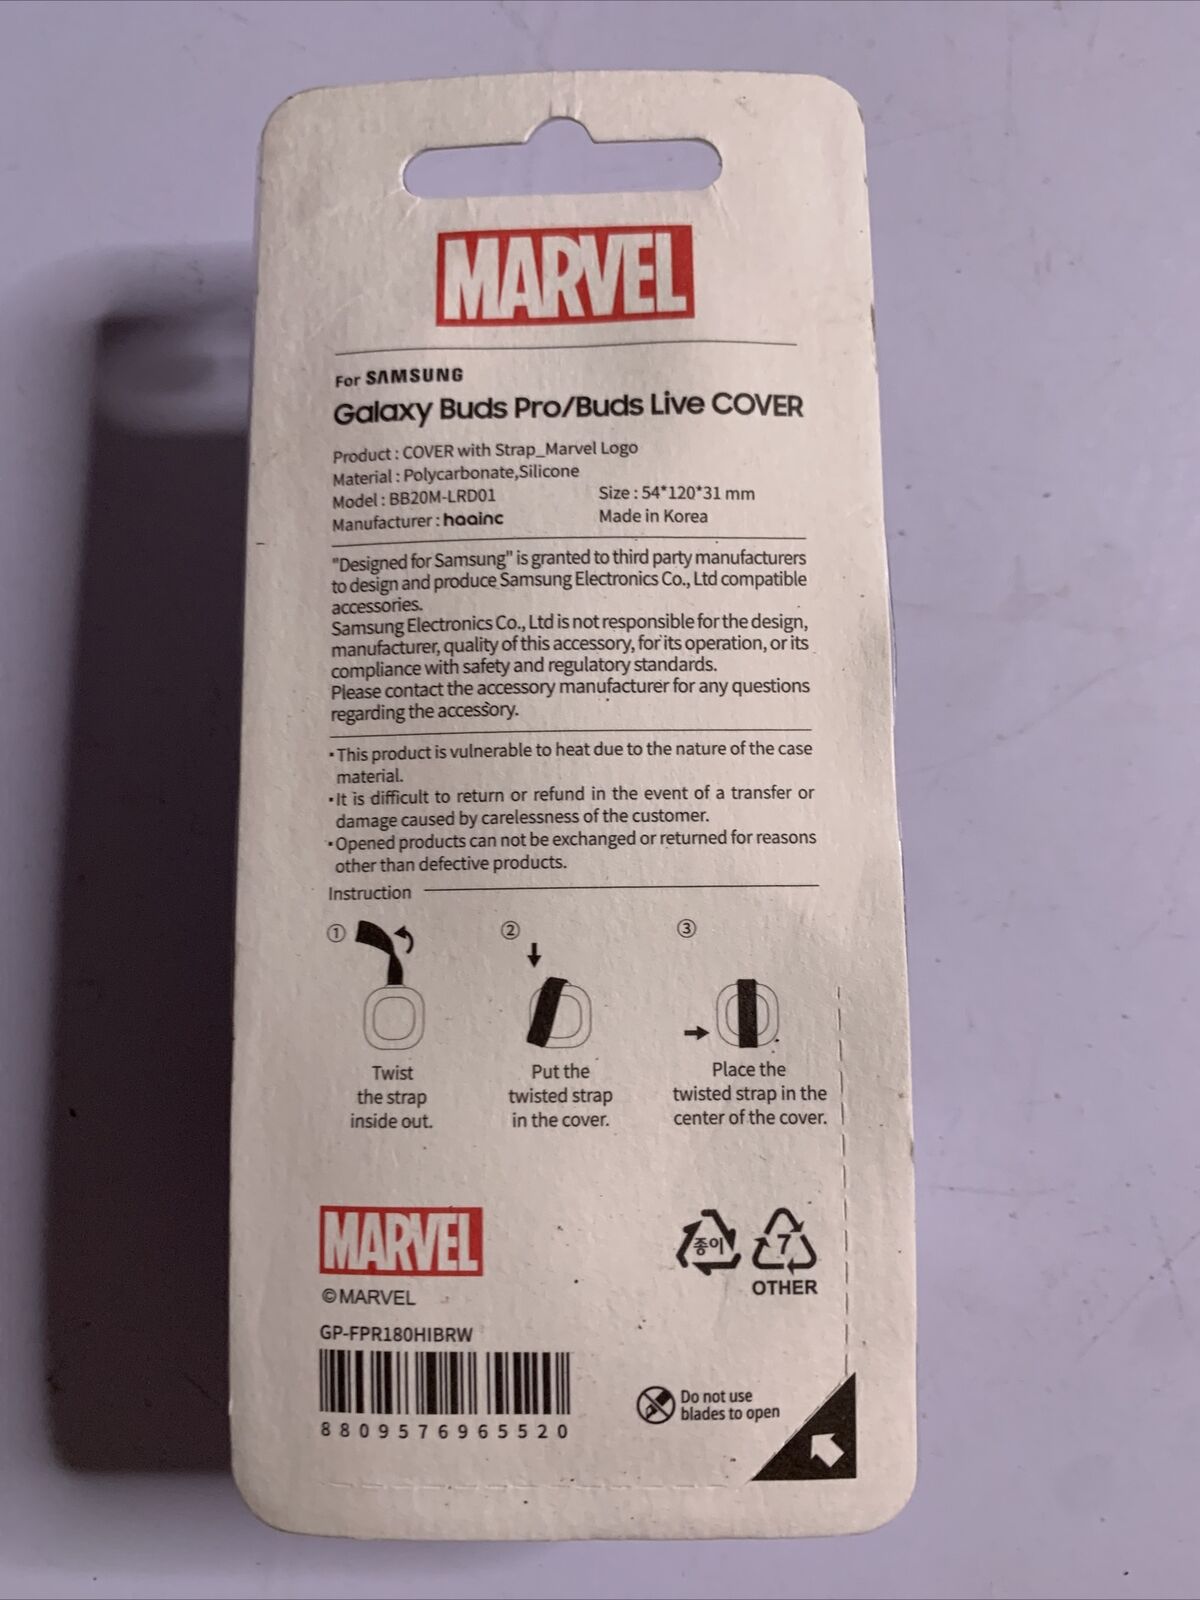 MARVEL
For SAMSUNG
Galaxy Buds Pro/Buds Live COVER
Product : COVER with Strap_Marvel Logo
Material : Polycarbonate,Silicone
Model : BB20M-LRD01 Size : 54*120*31 mm
Manufacturer : haainc Made in Korea
"Designed for Samsung" is granted to third party manufacturers
to design and produce Samsung Electronics Co., Ltd compatible
accessories.
Samsung Electronics Co., Ltd is not responsible for the design,
manufacturer, quality of this accessory, for its operation, or its
compliance with safety and regulatory standards.
Please contact the accessory manufacturer for any questions
regarding the accessory.
• This product is vulnerable to heat due to the nature of the case
material.
• It is difficult to return or refund in the event of a transfer or
damage caused by carelessness of the customer.
• Opened products can not be exchanged or returned for reasons
other than defective products.
Instruction
① ② ③
Twist
the strap
inside out.
Put the
twisted strap
in the cover.
Place the
twisted strap in the
center of the cover.
MARVEL
©MARVEL
종이 7
OTHER
GP-FPR180HIBRW
8809576965520
Do not use
blades to open